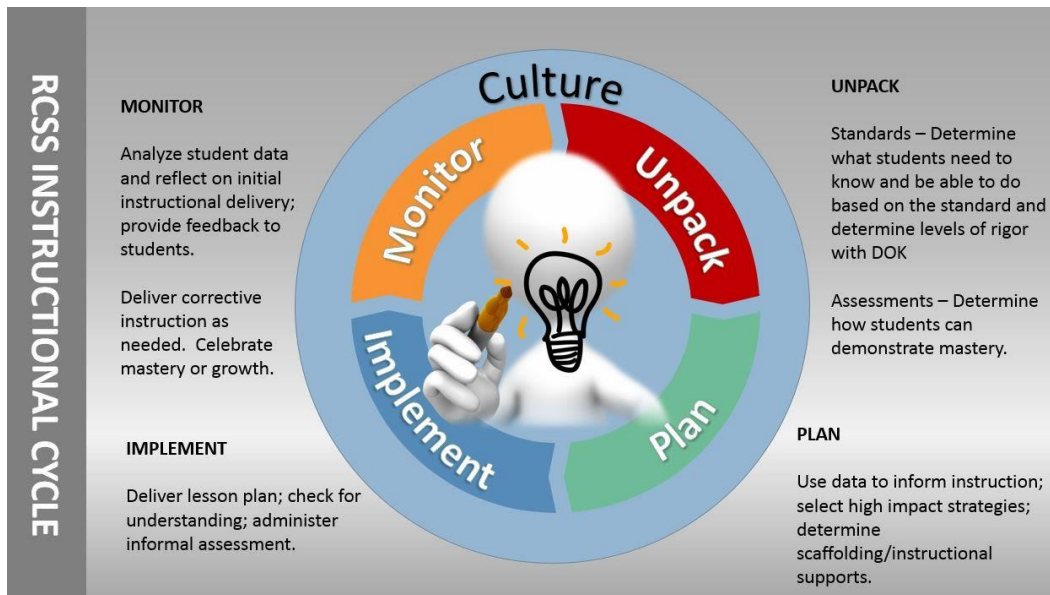 RCSS INSTRUCTIONAL CYCLE
MONITOR
Analyze student data
and reflect on initial
instructional delivery;
provide feedback to
students.
Deliver corrective
instruction as
needed.  Celebrate
mastery or growth.
IMPLEMENT
Deliver lesson plan; check for
understanding; administer
informal assessment.
Culture
Monitor
Unpack
Implement
Plan
UNPACK
Standards – Determine
what students need to
know and be able to do
based on the standard and
determine levels of rigor
with DOK
Assessments – Determine
how students can
demonstrate mastery.
PLAN
Use data to inform instruction;
select high impact strategies;
determine
scaffolding/instructional
supports.